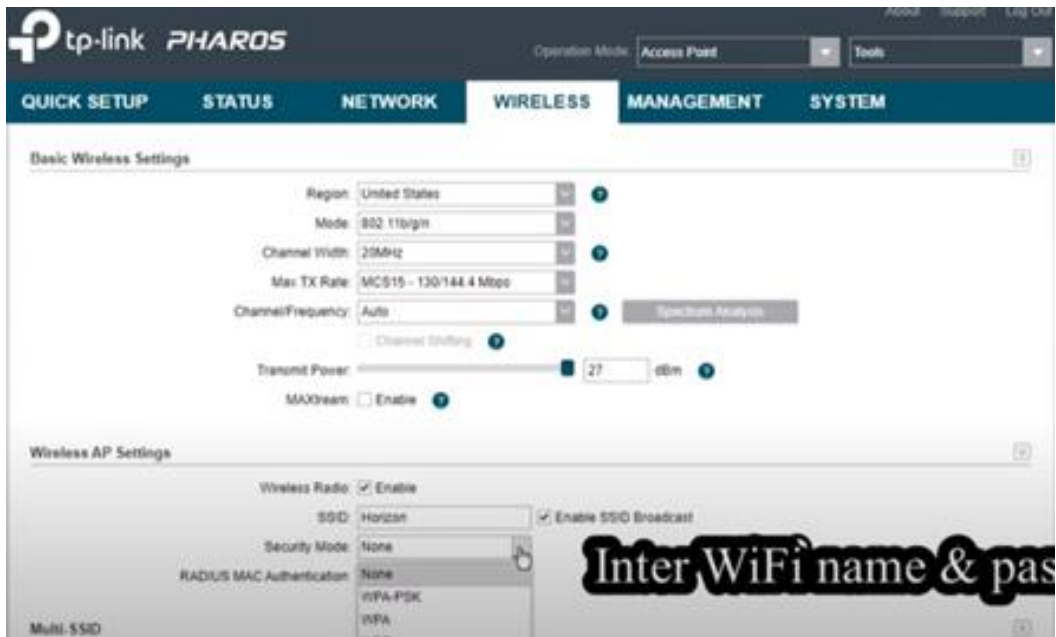 About Support Log Out
tp-link PHAROS
Operation Mode: Access Point Tools
QUICK SETUP STATUS NETWORK WIRELESS MANAGEMENT SYSTEM
Basic Wireless Settings
Region: United States
Mode: 802.11b/g/n
Channel Width: 20MHz
Max TX Rate: MCS15 - 130/144.4 Mbps
Channel/Frequency: Auto Spectrum Analysis
Channel Shifting
Transmit Power: 27 dBm
MAXtream: Enable
Wireless AP Settings
Wireless Radio: Enable
SSID: Horizon Enable SSID Broadcast
Security Mode: None
Inter WiFi name & pas
RADIUS MAC Authentication: None
WPA-PSK
WPA
Multi-SSID